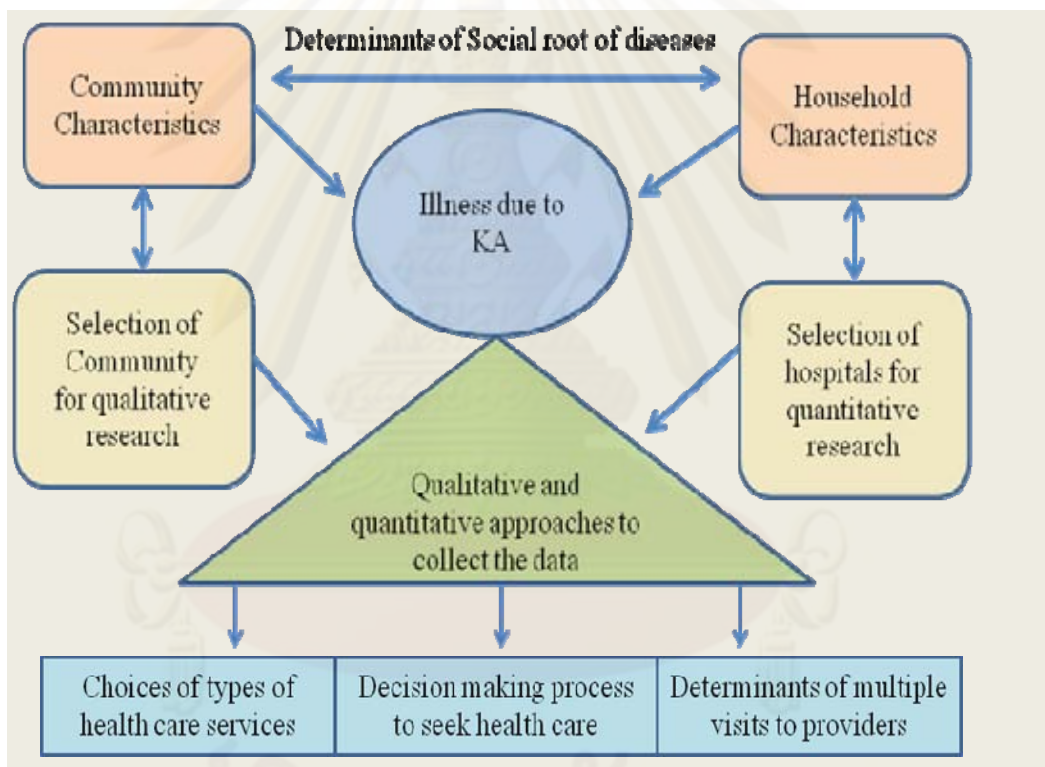 Determinants of Social root of diseases
Community
Characteristics
Household
Characteristics
Illness due to
KA
Selection of
Community
for qualitative
research
Selection of
hospitals for
quantitative
research
Qualitative and
quantitative approaches to
collect the data
Choices of types of
health care services
Decision making process
to seek health care
Determinants of multiple
visits to providers